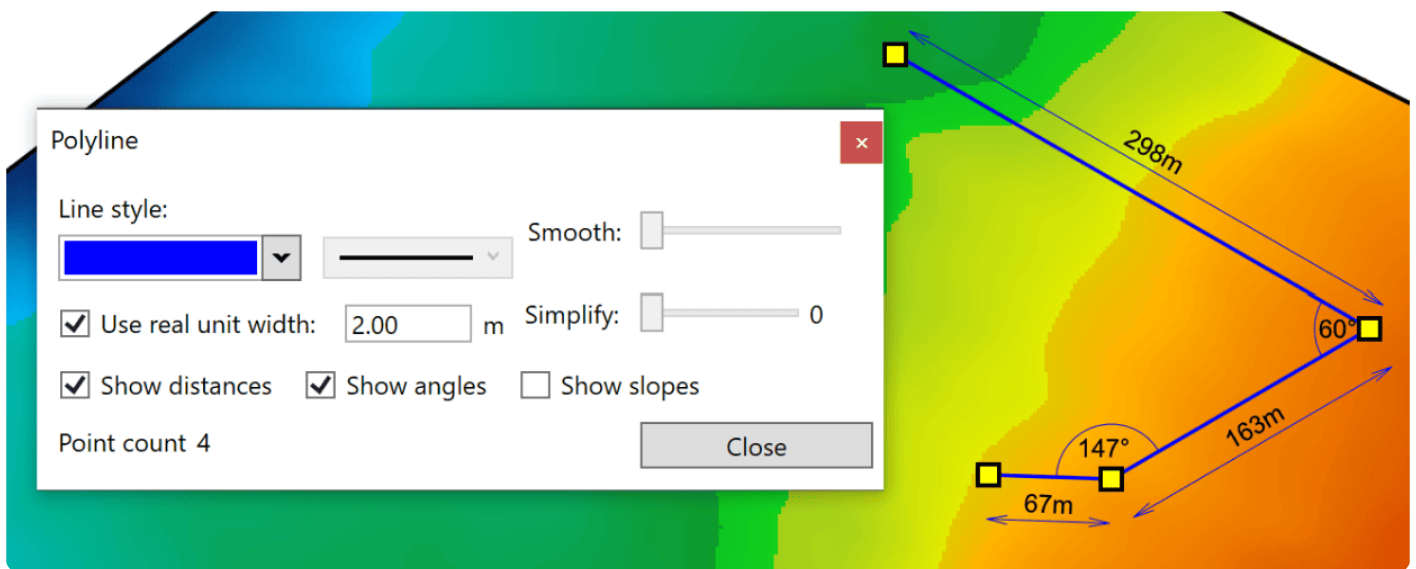 Polyline
Line style:
Smooth:
Use real unit width: 2.00 m
Simplify: 0
Show distances Show angles Show slopes
Point count 4
Close
298m
60°
163m
147°
67m